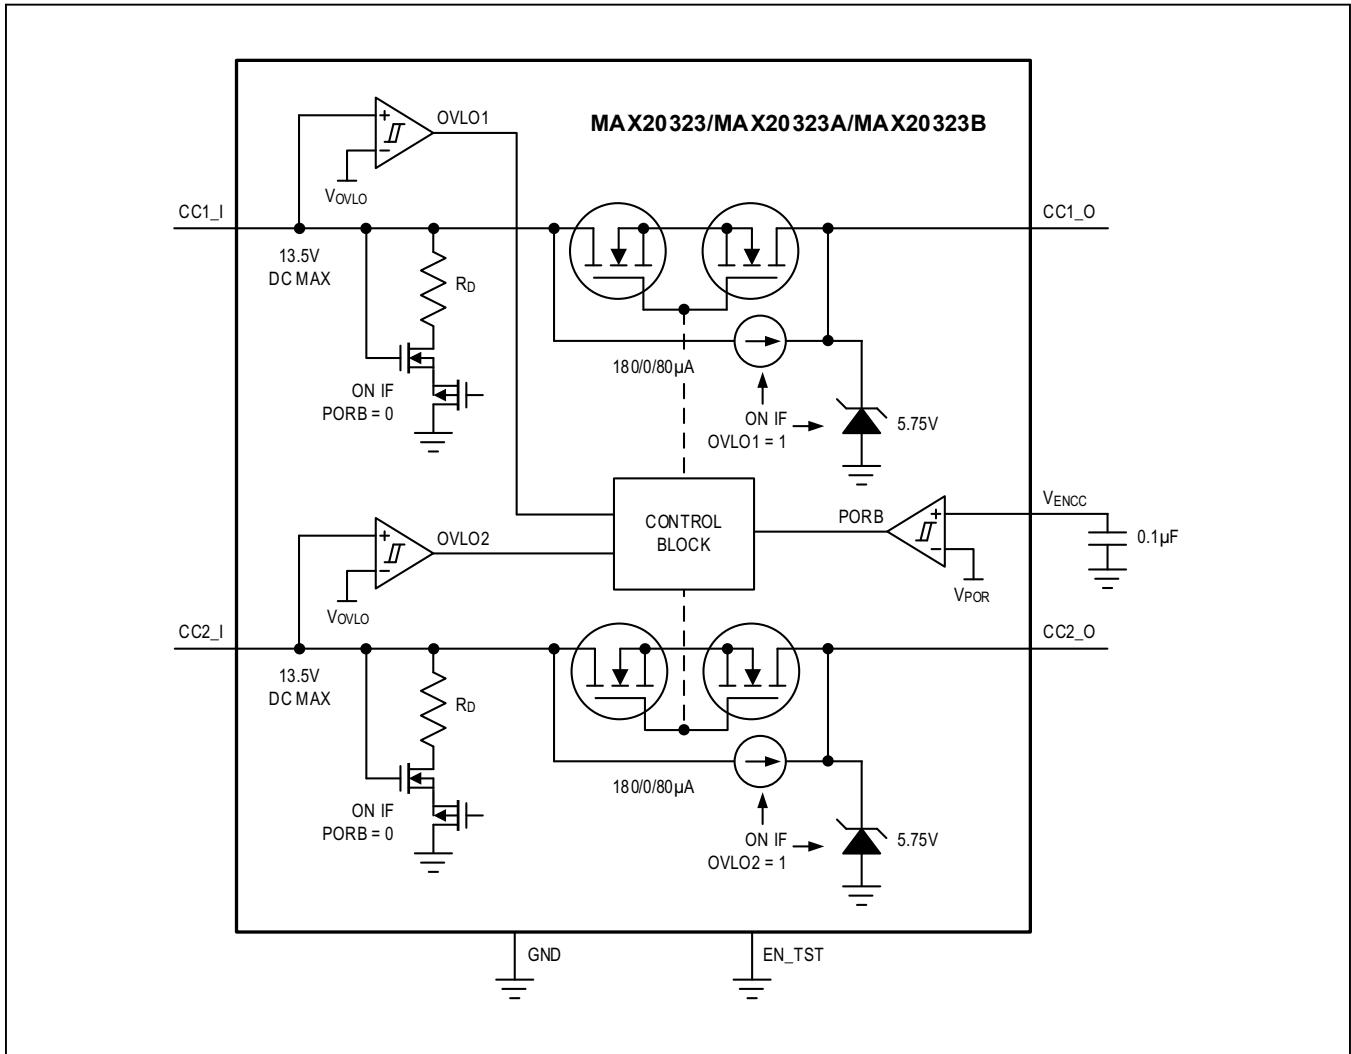 MAX20323/MAX20323A/MAX20323B
OVLO1
+
-
VOVLO
CC1_I
CC1_O
13.5V
DC MAX
RD
180/0/80µA
ON IF
PORB = 0
ON IF
OVLO1 = 1
5.75V
CONTROL
BLOCK
PORB
+
-
VENCC
0.1µF
VPOR
OVLO2
+
-
VOVLO
CC2_I
CC2_O
13.5V
DC MAX
RD
180/0/80µA
ON IF
PORB = 0
ON IF
OVLO2 = 1
5.75V
GND
EN_TST